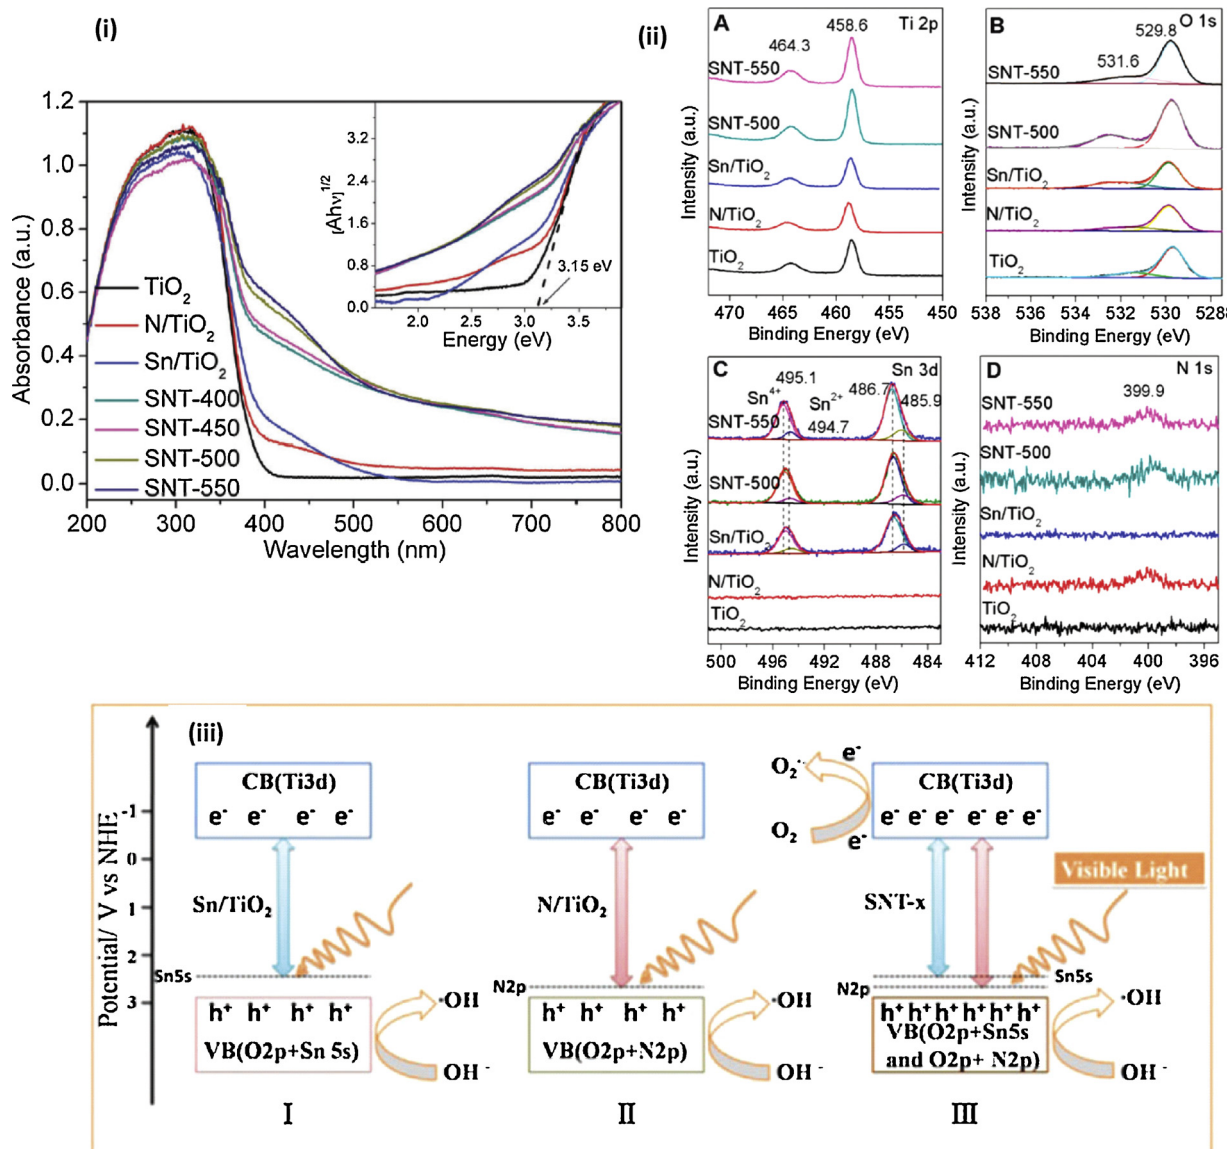 (i)
1.2
1.0
0.8
0.6
0.4
0.2
0.0
Absorbance (a.u.)
200 300 400 500 600 700 800
Wavelength (nm)
TiO2
N/TiO2
Sn/TiO2
SNT-400
SNT-450
SNT-500
SNT-550
[Ahν]1/2
3.2
2.4
1.6
0.8
0.0
3.15 eV
2.0 2.5 3.0 3.5
Energy (eV)
(ii)
A
Ti 2p
458.6
464.3
SNT-550
SNT-500
Sn/TiO2
N/TiO2
TiO2
Intensity (a.u.)
470 465 460 455 450
Binding Energy (eV)
B
O 1s
529.8
531.6
SNT-550
SNT-500
Sn/TiO2
N/TiO2
TiO2
Intensity (a.u.)
538 536 534 532 530 528
Binding Energy (eV)
C
Sn 3d
Sn4+
495.1
486.7
Sn2+
485.9
494.7
SNT-550
SNT-500
Sn/TiO2
N/TiO2
TiO2
Intensity (a.u.)
500 496 492 488 484
Binding Energy (eV)
D
N 1s
399.9
SNT-550
SNT-500
Sn/TiO2
N/TiO2
TiO2
Intensity (a.u.)
412 408 404 400 396
Binding Energy (eV)
(iii)
Potential/ V vs NHE
-1
0
1
2
3
CB(Ti3d)
e- e- e- e-
Sn/TiO2
Sn5s
h+ h+ h+ h+
VB(O2p+Sn 5s)
·OH
OH -
I
CB(Ti3d)
e- e- e- e-
N/TiO2
N2p
h+ h+ h+ h+
VB(O2p+N2p)
·OH
OH -
II
O2·-
e-
O2
e-
CB(Ti3d)
e- e- e- e- e- e-
Visible Light
SNT-x
Sn5s
N2p
h+ h+ h+ h+ h+ h+
VB(O2p+Sn5s
and O2p+ N2p)
·OH
OH -
III